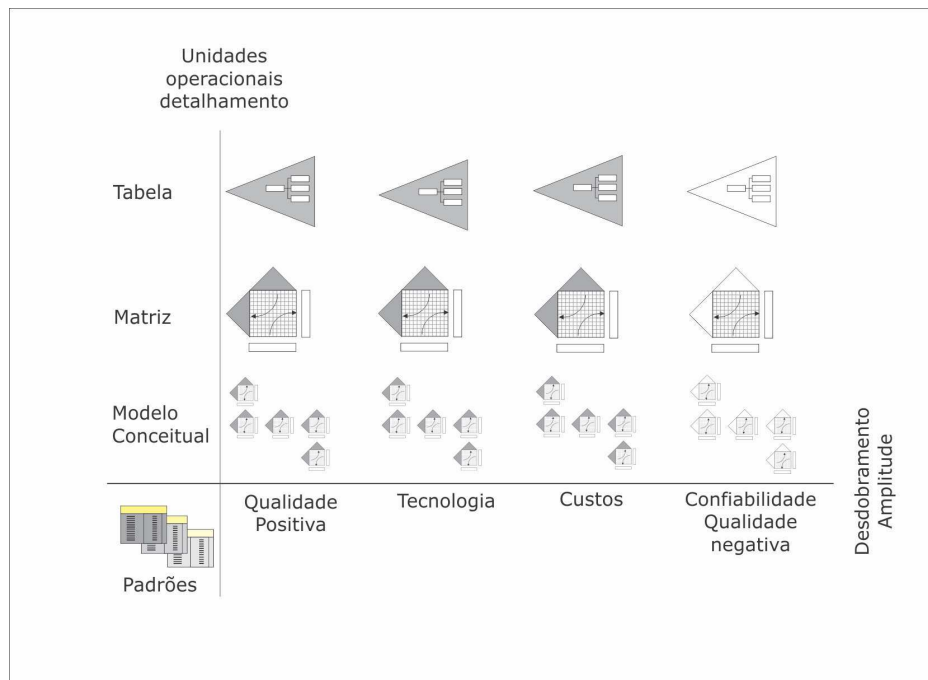 Unidades
operacionais
detalhamento
Tabela
Matriz
Modelo
Conceitual
Qualidade
Positiva
Tecnologia
Custos
Confiabilidade
Qualidade
negativa
Desdobramento
Amplitude
Padrões